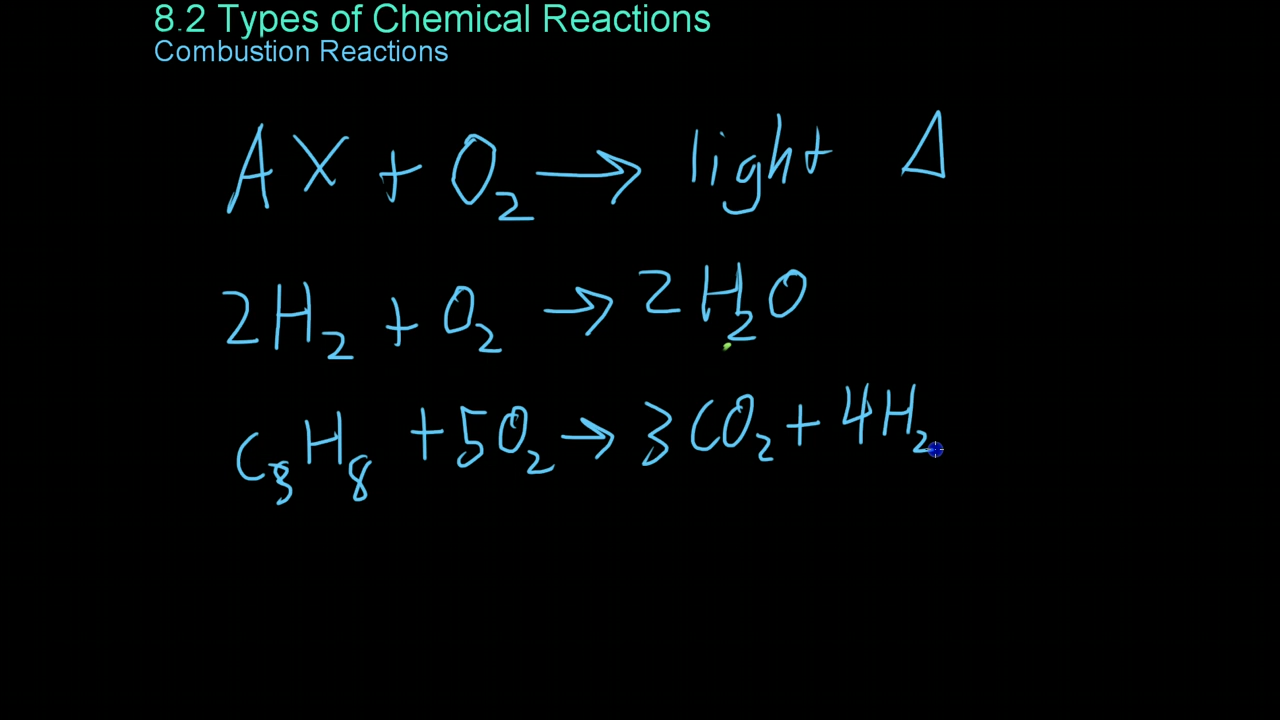 8.2 Types of Chemical Reactions
Combustion Reactions
AX + O₂ → light Δ
2H₂ + O₂ → 2H₂O
C₃H₈ + 5O₂ → 3CO₂ + 4H₂